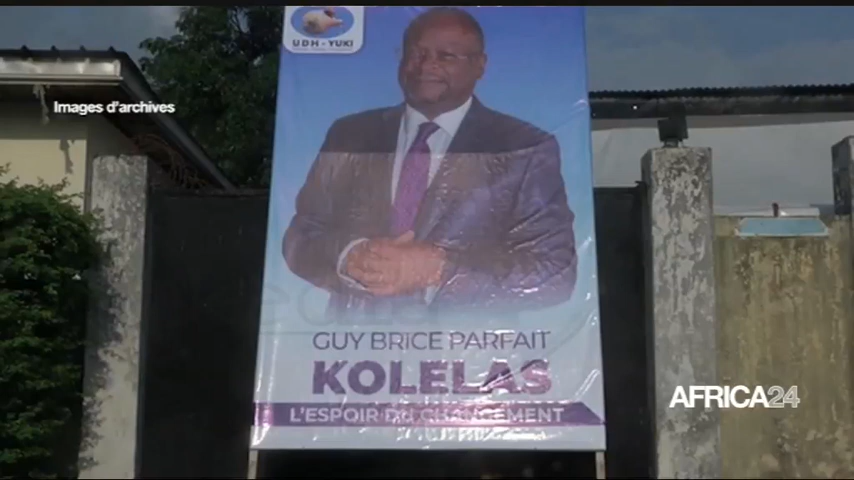 UDH - YUKI
Images d'archives
GUY BRICE PARFAIT
KOLELAS
L'ESPOIR DU CHANGEMENT
AFRICA24